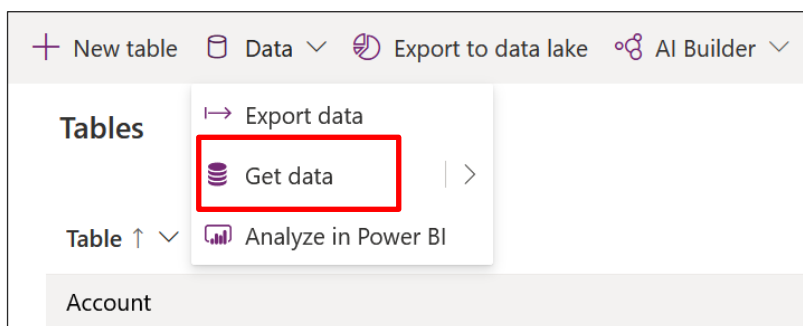 New table Data Export to data lake AI Builder
Export data
Tables
Get data
Table ↑
Analyze in Power BI
Account